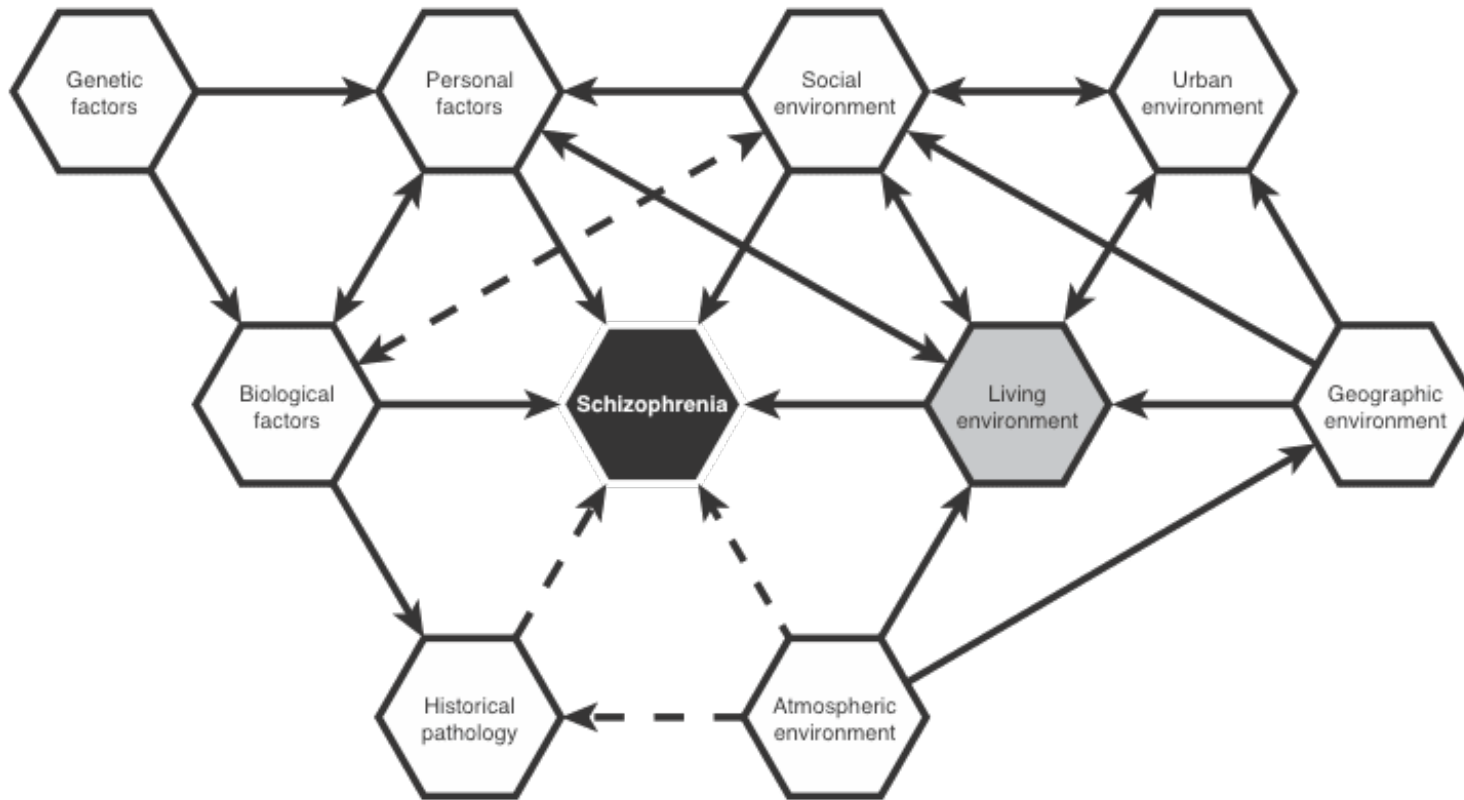 Genetic
factors
Personal
factors
Social
environment
Urban
environment
Biological
factors
Schizophrenia
Living
environment
Geographic
environment
Historical
pathology
Atmospheric
environment